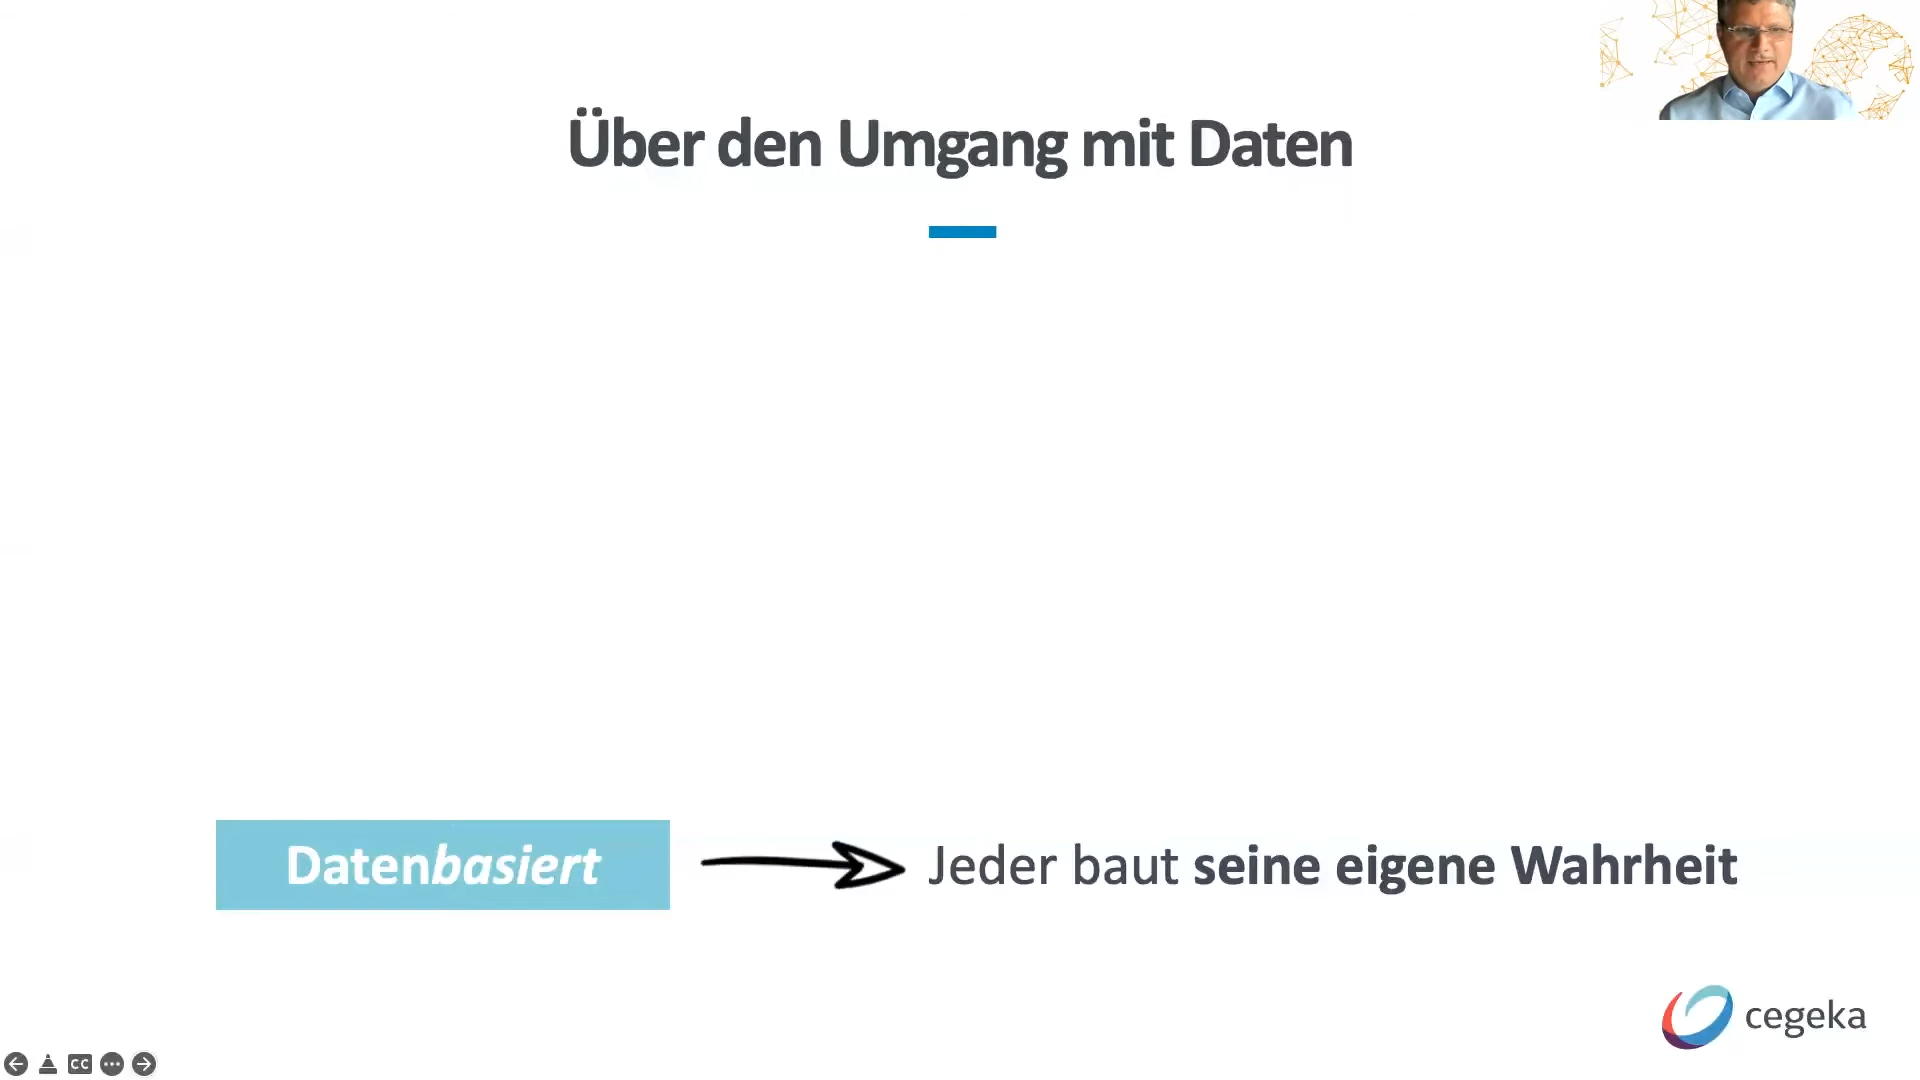 Über den Umgang mit Daten
Datenbasiert
Jeder baut seine eigene Wahrheit
cegeka
CC